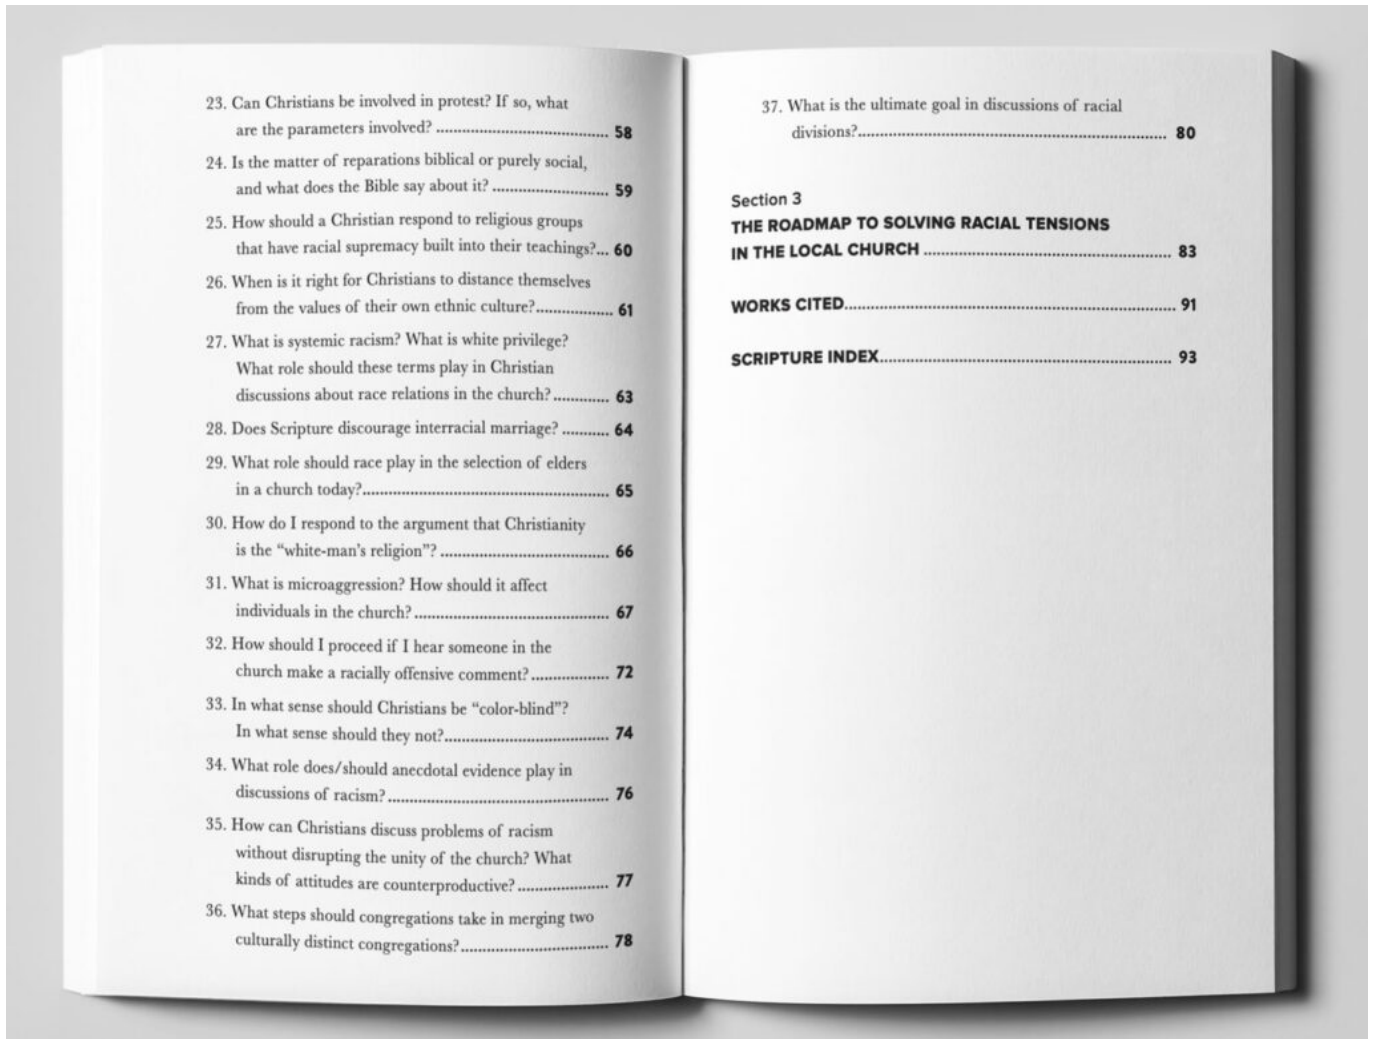 23. Can Christians be involved in protest? If so, what
are the parameters involved? ........................................ 58
24. Is the matter of reparations biblical or purely social,
and what does the Bible say about it? ........................... 59
25. How should a Christian respond to religious groups
that have racial supremacy built into their teachings?... 60
26. When is it right for Christians to distance themselves
from the values of their own ethnic culture?.................. 61
27. What is systemic racism? What is white privilege?
What role should these terms play in Christian
discussions about race relations in the church? ............. 63
28. Does Scripture discourage interracial marriage? ........... 64
29. What role should race play in the selection of elders
in a church today?......................................................... 65
30. How do I respond to the argument that Christianity
is the “white-man’s religion”? ....................................... 66
31. What is microaggression? How should it affect
individuals in the church? ............................................. 67
32. How should I proceed if I hear someone in the
church make a racially offensive comment? .................. 72
33. In what sense should Christians be “color-blind”?
In what sense should they not?...................................... 74
34. What role does/should anecdotal evidence play in
discussions of racism? ................................................... 76
35. How can Christians discuss problems of racism
without disrupting the unity of the church? What
kinds of attitudes are counterproductive? ..................... 77
36. What steps should congregations take in merging two
culturally distinct congregations?.................................. 78
37. What is the ultimate goal in discussions of racial
divisions?....................................................................... 80
Section 3
THE ROADMAP TO SOLVING RACIAL TENSIONS
IN THE LOCAL CHURCH ......................................................... 83
WORKS CITED............................................................................ 91
SCRIPTURE INDEX.................................................................... 93